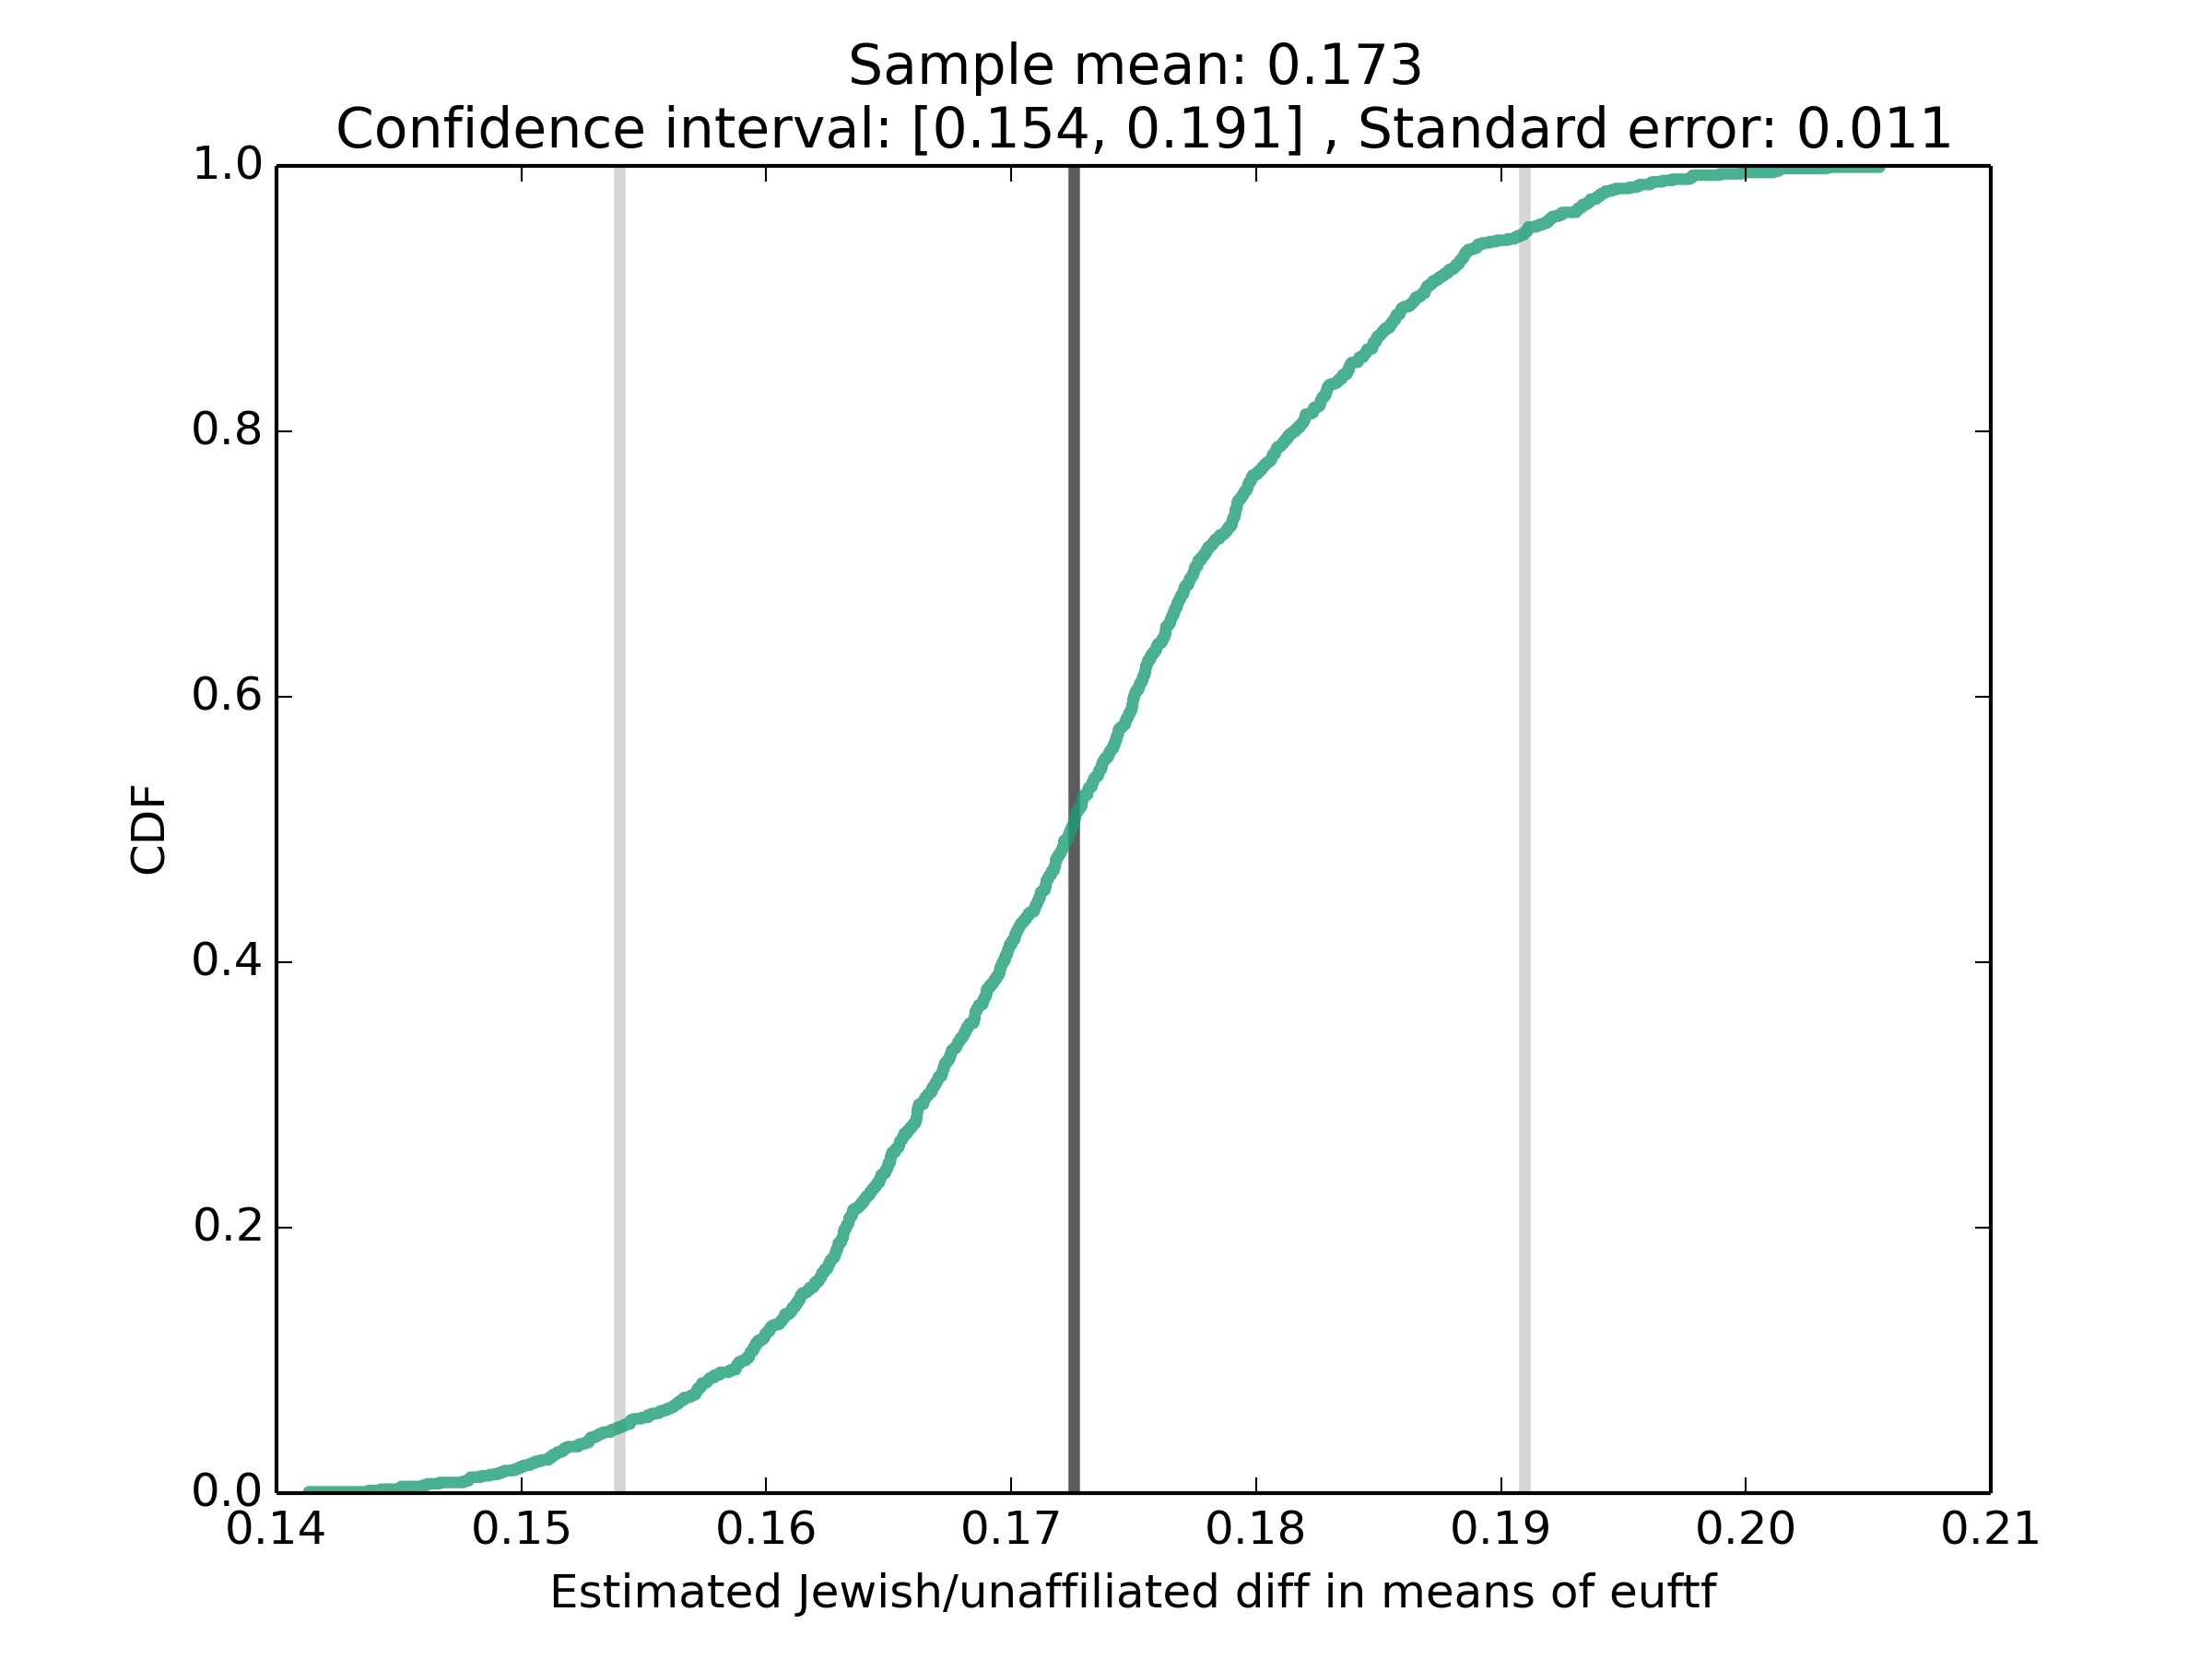 Sample mean: 0.173
Confidence interval: [0.154, 0.191] , Standard error: 0.011
1.0
0.8
0.6
0.4
0.2
0.0
CDF
0.14 0.15 0.16 0.17 0.18 0.19 0.20 0.21
Estimated Jewish/unaffiliated diff in means of euftf